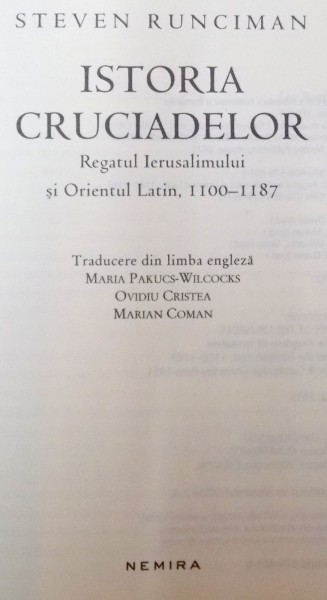 STEVEN RUNCIMAN
ISTORIA
CRUCIADELOR
Regatul Ierusalimului
și Orientul Latin, 1100–1187
Traducere din limba engleză
MARIA PAKUCS-WILCOCKS
OVIDIU CRISTEA
MARIAN COMAN
NEMIRA